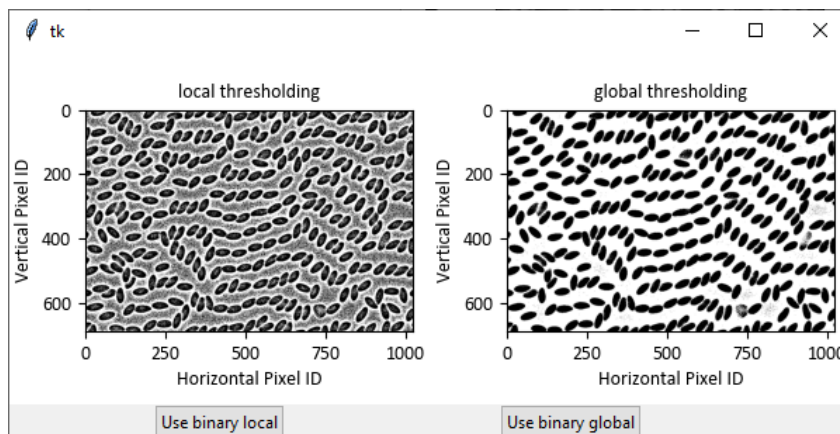 tk
local thresholding
0
200
400
600
Vertical Pixel ID
0 250 500 750 1000
Horizontal Pixel ID
global thresholding
0
200
400
600
Vertical Pixel ID
0 250 500 750 1000
Horizontal Pixel ID
Use binary local
Use binary global